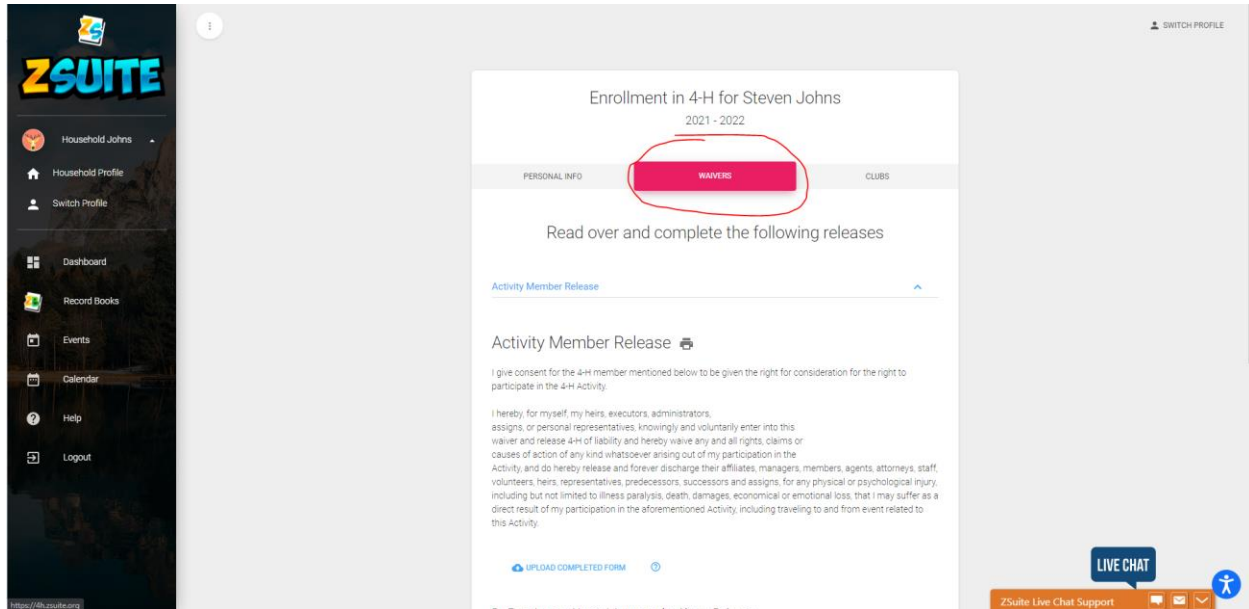 ZSUITE
Household Johns
Household Profile
Switch Profile
Dashboard
Record Books
Events
Calendar
Help
Logout
https://4h.zsuite.org
SWITCH PROFILE
Enrollment in 4-H for Steven Johns
2021 - 2022
PERSONAL INFO
WAIVERS
CLUBS
Read over and complete the following releases
Activity Member Release
Activity Member Release
I give consent for the 4-H member mentioned below to be given the right for consideration for the right to
participate in the 4-H Activity.
I hereby, for myself, my heirs, executors, administrators,
assigns, or personal representatives, knowingly and voluntarily enter into this
waiver and release 4-H of liability and hereby waive any and all rights, claims or
causes of action of any kind whatsoever arising out of my participation in the
Activity, and do hereby release and forever discharge their affiliates, managers, members, agents, attorneys, staff,
volunteers, heirs, representatives, predecessors, successors and assigns, for any physical or psychological injury,
including but not limited to illness paralysis, death, damages, economical or emotional loss, that I may suffer as a
direct result of my participation in the aforementioned Activity, including traveling to and from event related to
this Activity.
UPLOAD COMPLETED FORM
LIVE CHAT
ZSuite Live Chat Support